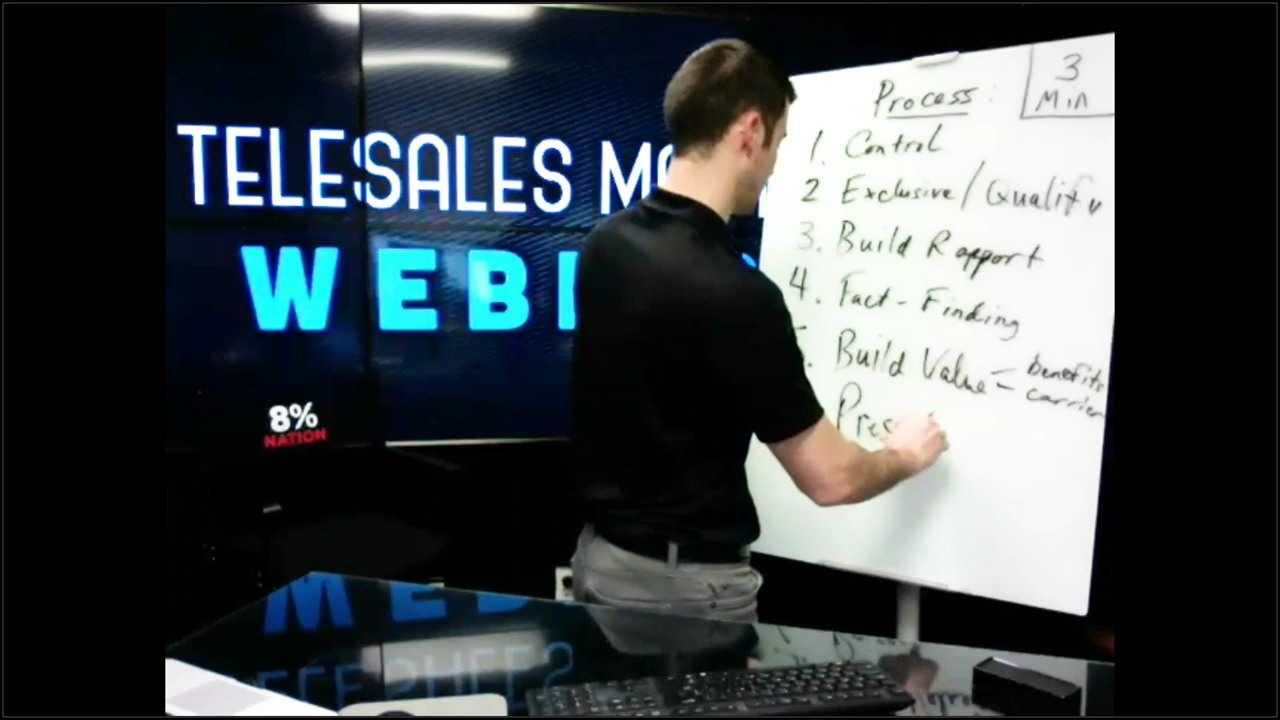 TELESALES
WEB
8%
NATION
3
Min
Process:
1. Control
2 Exclusive/Qualify
3. Build Rapport
4. Fact-Finding
Build Value – benefits
– carrier